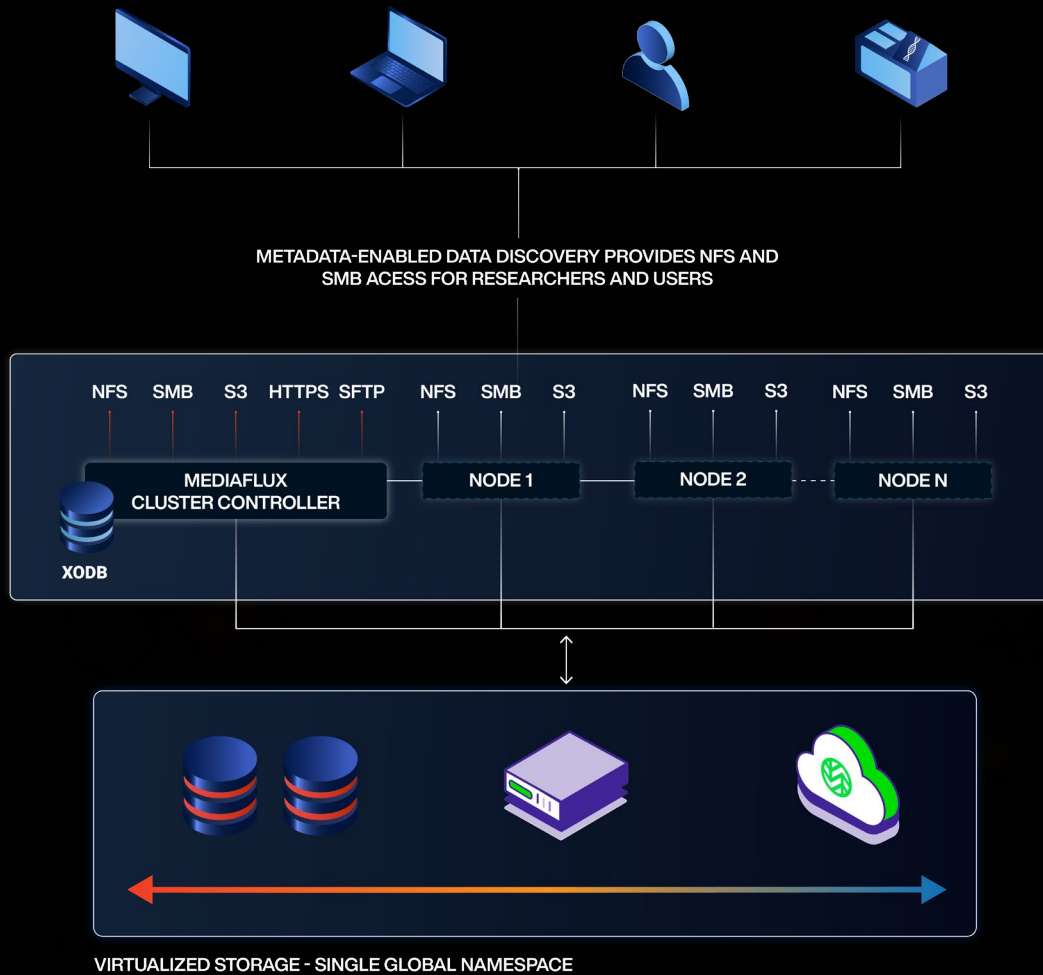 METADATA-ENABLED DATA DISCOVERY PROVIDES NFS AND
SMB ACESS FOR RESEARCHERS AND USERS
NFS SMB S3 HTTPS SFTP NFS SMB S3 NFS SMB S3 NFS SMB S3
MEDIAFLUX
CLUSTER CONTROLLER
NODE 1
NODE 2
NODE N
XODB
VIRTUALIZED STORAGE - SINGLE GLOBAL NAMESPACE